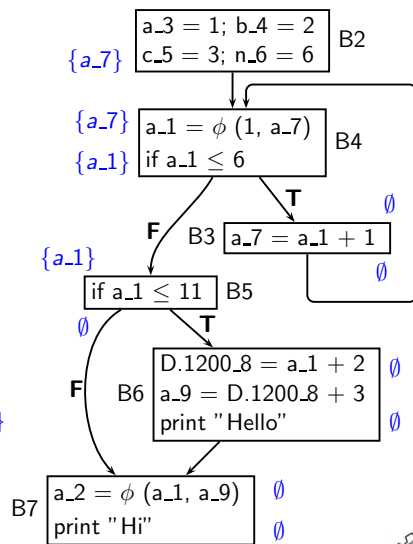 a_3 = 1; b_4 = 2
c_5 = 3; n_6 = 6
B2
{a_7}
{a_7}
a_1 = ϕ (1, a_7)
{a_1}
if a_1 ≤ 6
B4
F
T
∅
B3
a_7 = a_1 + 1
∅
{a_1}
if a_1 ≤ 11
B5
∅
T
F
B6
D.1200_8 = a_1 + 2
∅
a_9 = D.1200_8 + 3
print "Hello"
∅
}
B7
a_2 = ϕ (a_1, a_9)
∅
print "Hi"
∅